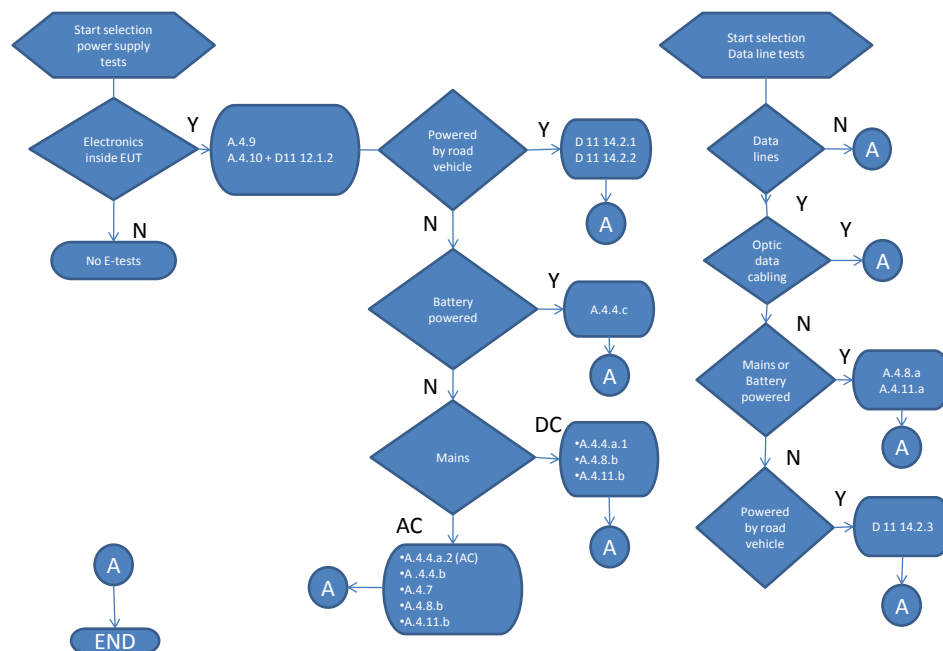 Start selection
power supply
tests
Electronics
inside EUT
Y
N
No E-tests
A.4.9
A.4.10 + D11 12.1.2
Powered
by road
vehicle
Y
D 11 14.2.1
D 11 14.2.2
A
N
Battery
powered
Y
A.4.4.c
A
N
Mains
DC
•A.4.4.a.1
•A.4.8.b
•A.4.11.b
A
AC
•A.4.4.a.2 (AC)
•A .4.4.b
•A.4.7
•A.4.8.b
•A.4.11.b
A
A
END
Start selection
Data line tests
Data
lines
N
A
Y
Optic
data
cabling
Y
A
N
Mains or
Battery
powered
Y
A.4.8.a
A.4.11.a
A
N
Powered
by road
vehicle
Y
D 11 14.2.3
A